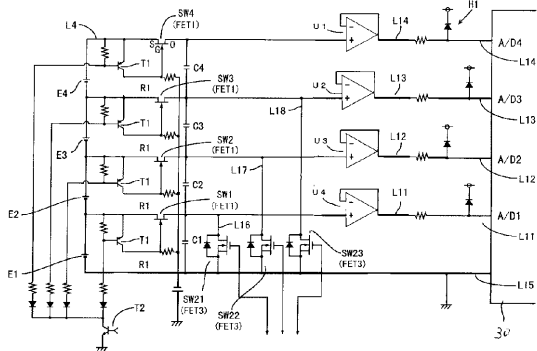 L4
SW4
(FET1)
S
G
D
T1
R1
E4
C4
U1
L14
H1
A/D4
L14
SW3
(FET1)
T1
R1
E3
C3
U2
L13
L18
A/D3
L13
SW2
(FET1)
T1
R1
E2
C2
U3
L12
L17
A/D2
L12
SW1
(FET1)
T1
R1
E1
C1
U4
L11
L16
A/D1
L11
SW21
(FET3)
SW22
(FET3)
SW23
(FET3)
L15
T2
30